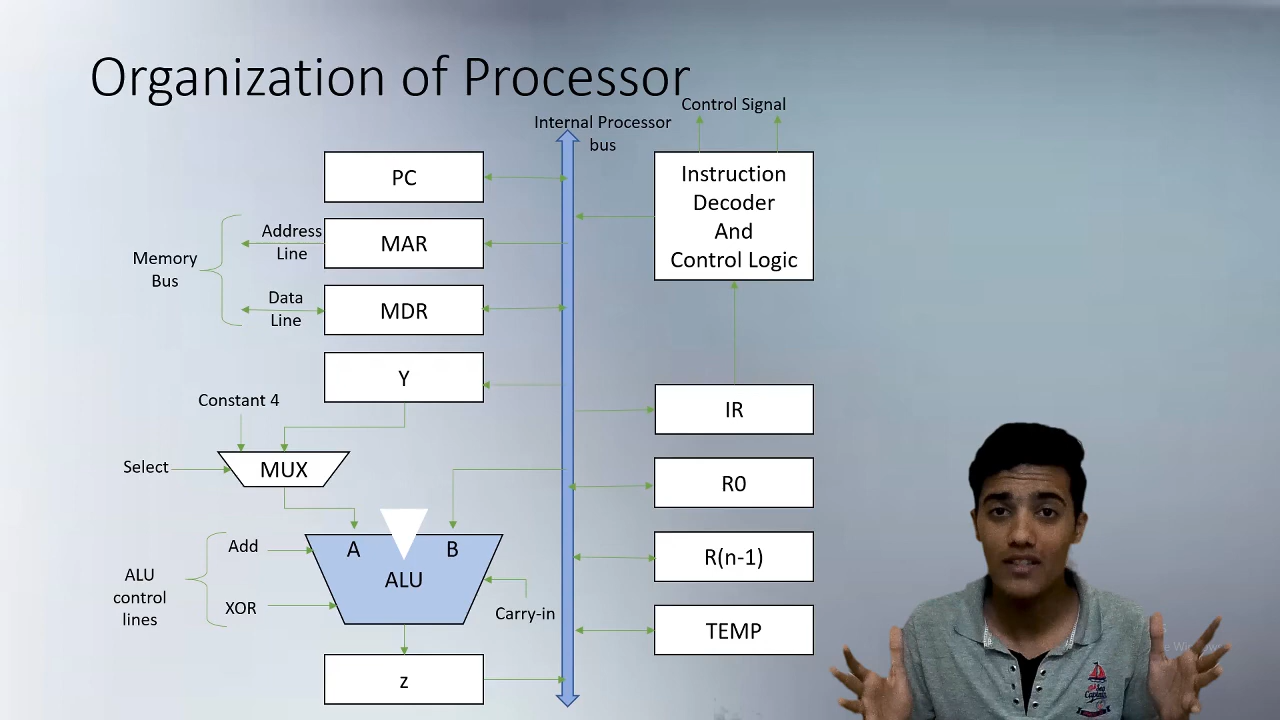 Organization of Processor
Control Signal
Internal Processor
bus
PC
Instruction
Decoder
And
Control Logic
Address
Line
MAR
Memory
Bus
Data
Line
MDR
Y
Constant 4
IR
Select
MUX
R0
Add
A
B
ALU
R(n-1)
ALU
control
lines
XOR
Carry-in
TEMP
z